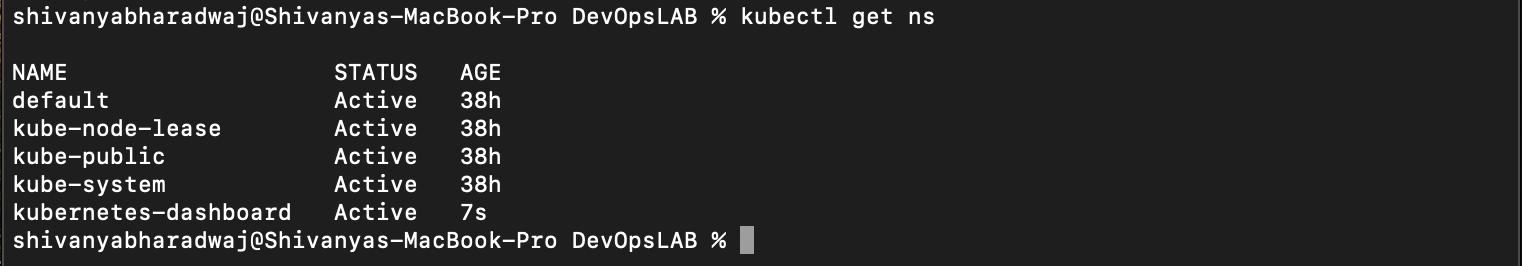 shivanyabharadwaj@Shivanyas-MacBook-Pro DevOpsLAB % kubectl get ns
NAME STATUS AGE
default Active 38h
kube-node-lease Active 38h
kube-public Active 38h
kube-system Active 38h
kubernetes-dashboard Active 7s
shivanyabharadwaj@Shivanyas-MacBook-Pro DevOpsLAB %